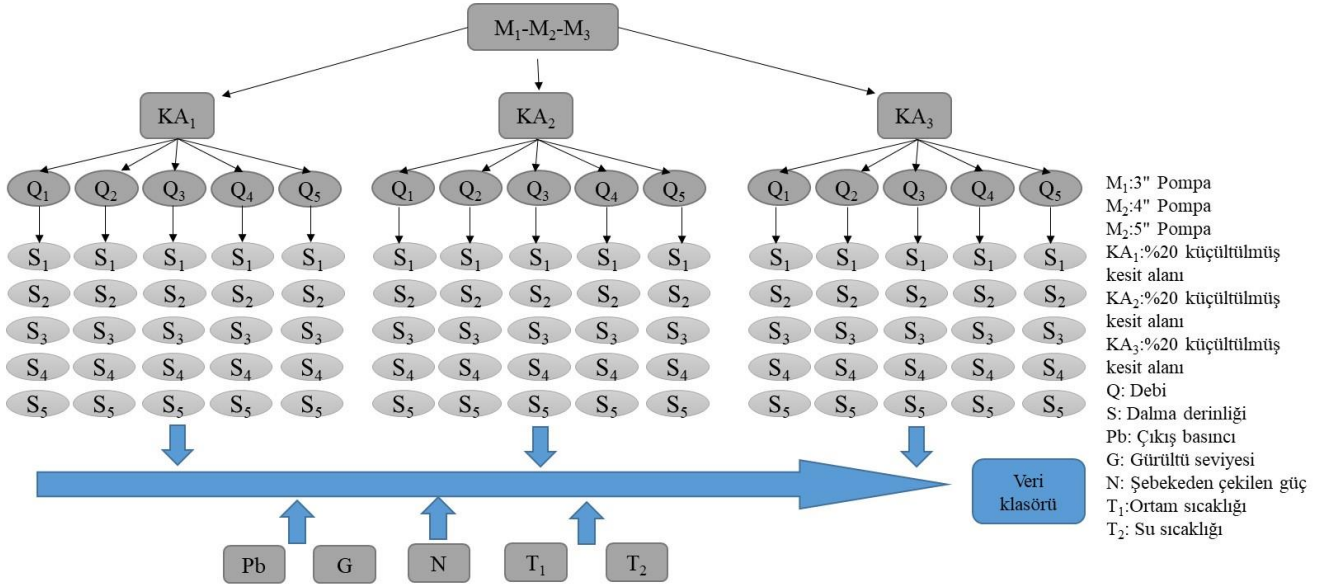 M₁-M₂-M₃
KA₁ KA₂ KA₃
Q₁ Q₂ Q₃ Q₄ Q₅ Q₁ Q₂ Q₃ Q₄ Q₅ Q₁ Q₂ Q₃ Q₄ Q₅
S₁ S₁ S₁ S₁ S₁ S₁ S₁ S₁ S₁ S₁ S₁ S₁ S₁ S₁ S₁
S₂ S₂ S₂ S₂ S₂ S₂ S₂ S₂ S₂ S₂ S₂ S₂ S₂ S₂ S₂
S₃ S₃ S₃ S₃ S₃ S₃ S₃ S₃ S₃ S₃ S₃ S₃ S₃ S₃ S₃
S₄ S₄ S₄ S₄ S₄ S₄ S₄ S₄ S₄ S₄ S₄ S₄ S₄ S₄ S₄
S₅ S₅ S₅ S₅ S₅ S₅ S₅ S₅ S₅ S₅ S₅ S₅ S₅ S₅ S₅
Veri
klasörü
Pb G N T₁ T₂
M₁:3" Pompa
M₂:4" Pompa
M₂:5" Pompa
KA₁:%20 küçültülmüş
kesit alanı
KA₂:%20 küçültülmüş
kesit alanı
KA₃:%20 küçültülmüş
kesit alanı
Q: Debi
S: Dalma derinliği
Pb: Çıkış basıncı
G: Gürültü seviyesi
N: Şebekeden çekilen güç
T₁:Ortam sıcaklığı
T₂: Su sıcaklığı